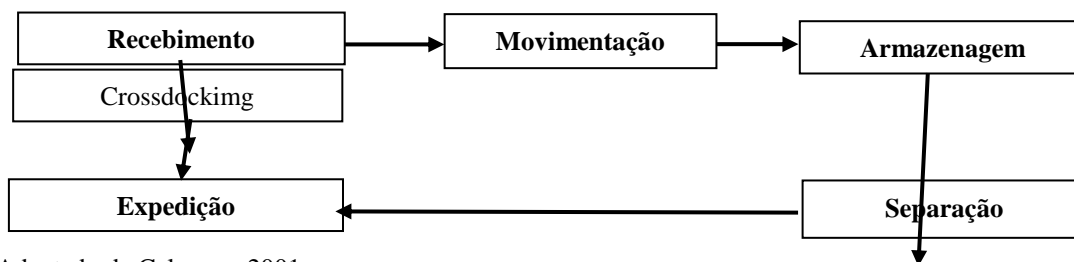 Recebimento
Movimentação
Armazenagem
Crossdockimg
Expedição
Separação